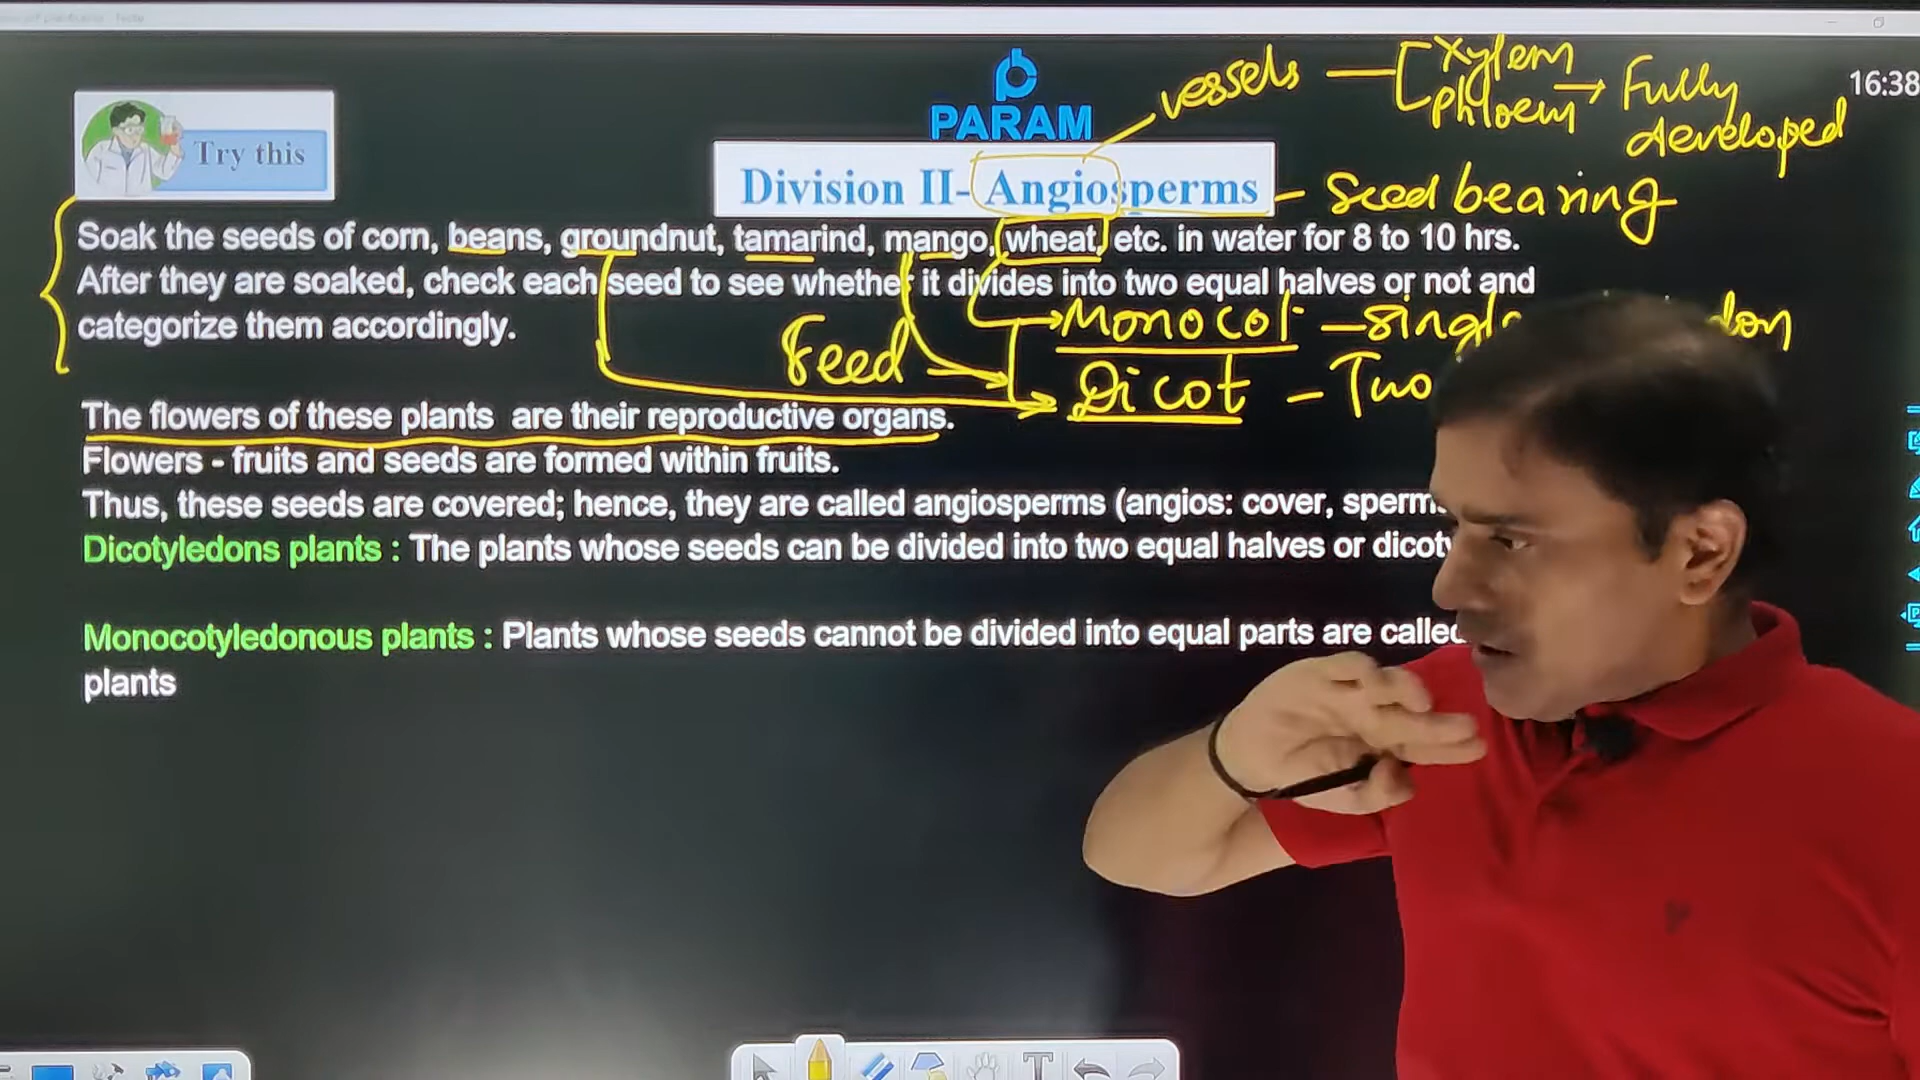 PARAM
vessels
Xylem
Phloem
Fully
developed
16:38
Try this
Division II- Angiosperms
seed bearing
Soak the seeds of corn, beans, groundnut, tamarind, mango, wheat, etc. in water for 8 to 10 hrs.
After they are soaked, check each seed to see whether it divides into two equal halves or not and
categorize them accordingly.
Monocot – single
Dicot – Two
The flowers of these plants are their reproductive organs.
Flowers - fruits and seeds are formed within fruits.
Thus, these seeds are covered; hence, they are called angiosperms (angios: cover,
Dicotyledons plants : The plants whose seeds can be divided into two equal halves or
Monocotyledonous plants : Plants whose seeds cannot be divided into equal parts are called
plants